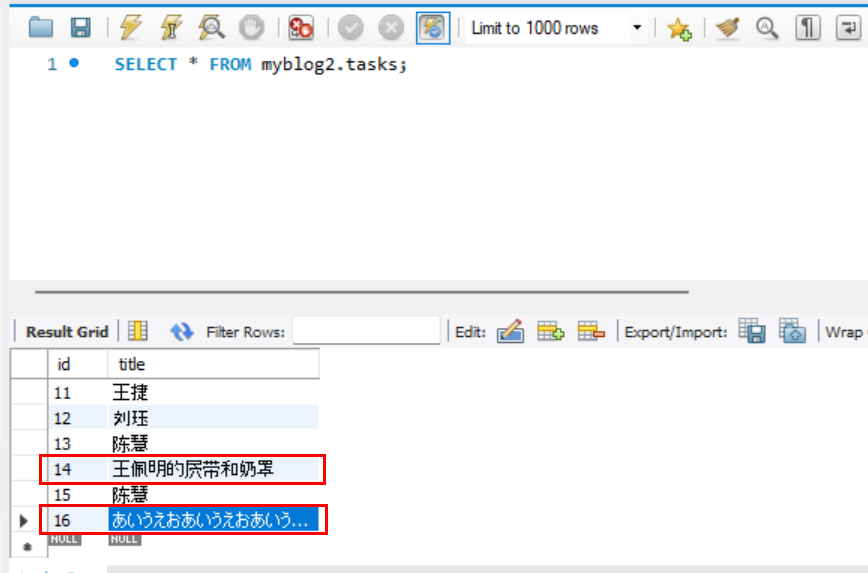 Limit to 1000 rows
1 SELECT * FROM myblog2.tasks;
Result Grid Filter Rows: Edit: Export/Import: Wrap
id title
11 王捷
12 刘珏
13 陈慧
14 王佩明的屄带和奶罩
15 陈慧
16 あいうえおあいうえおあいう...
NULL NULL